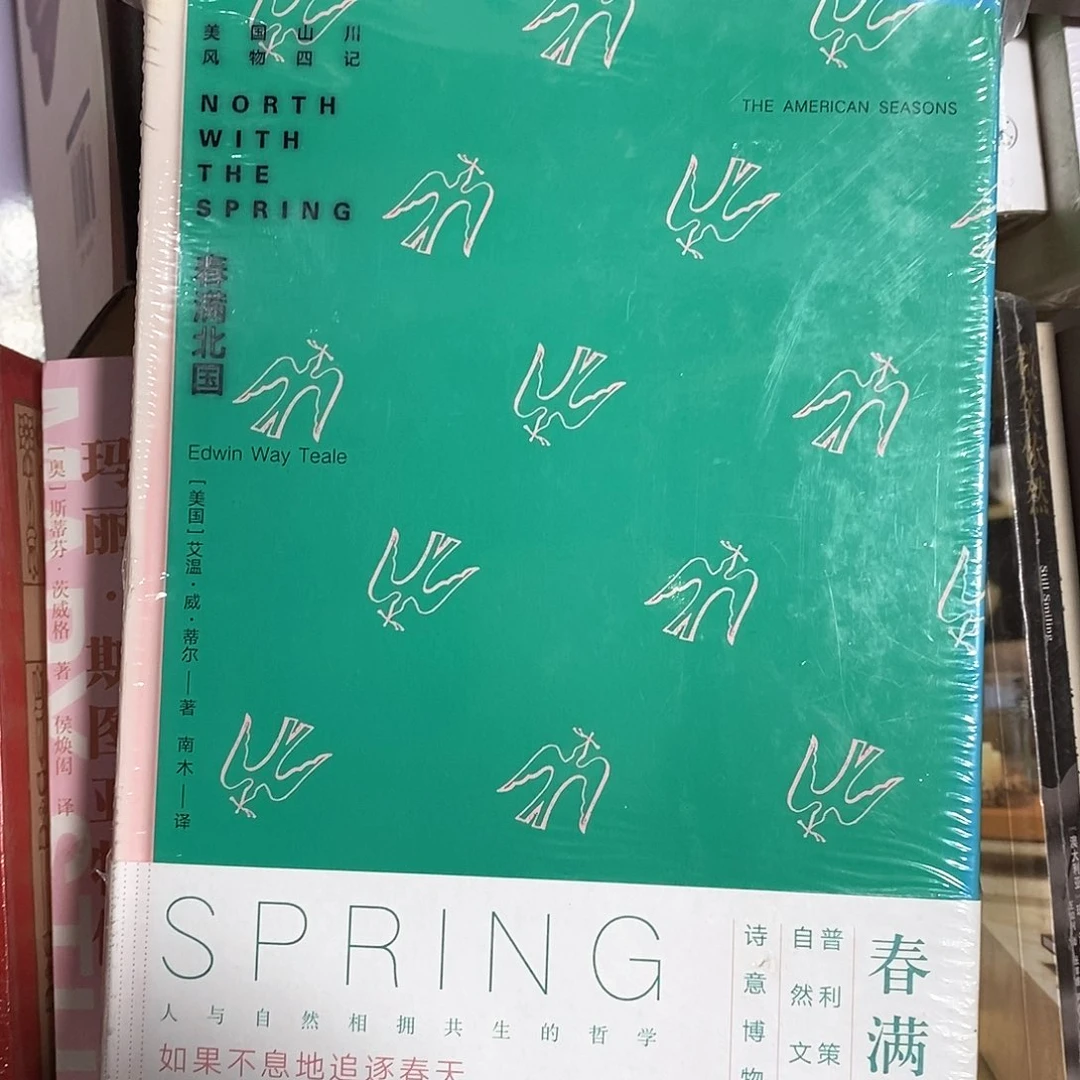 美国山川
风物四记
NORTH
WITH
THE
SPRING
THE AMERICAN SEASONS
春满北国
Edwin Way Teale
［美国］艾温·威·蒂尔——著 南木——译
SPRING
人与自然相拥共生的哲学
如果不息地追逐春天
春满
普利策
自然文
诗意博物
玛丽·斯图亚特
［奥］斯蒂芬·茨威格 著 侯焕闳 译
Still Smiling